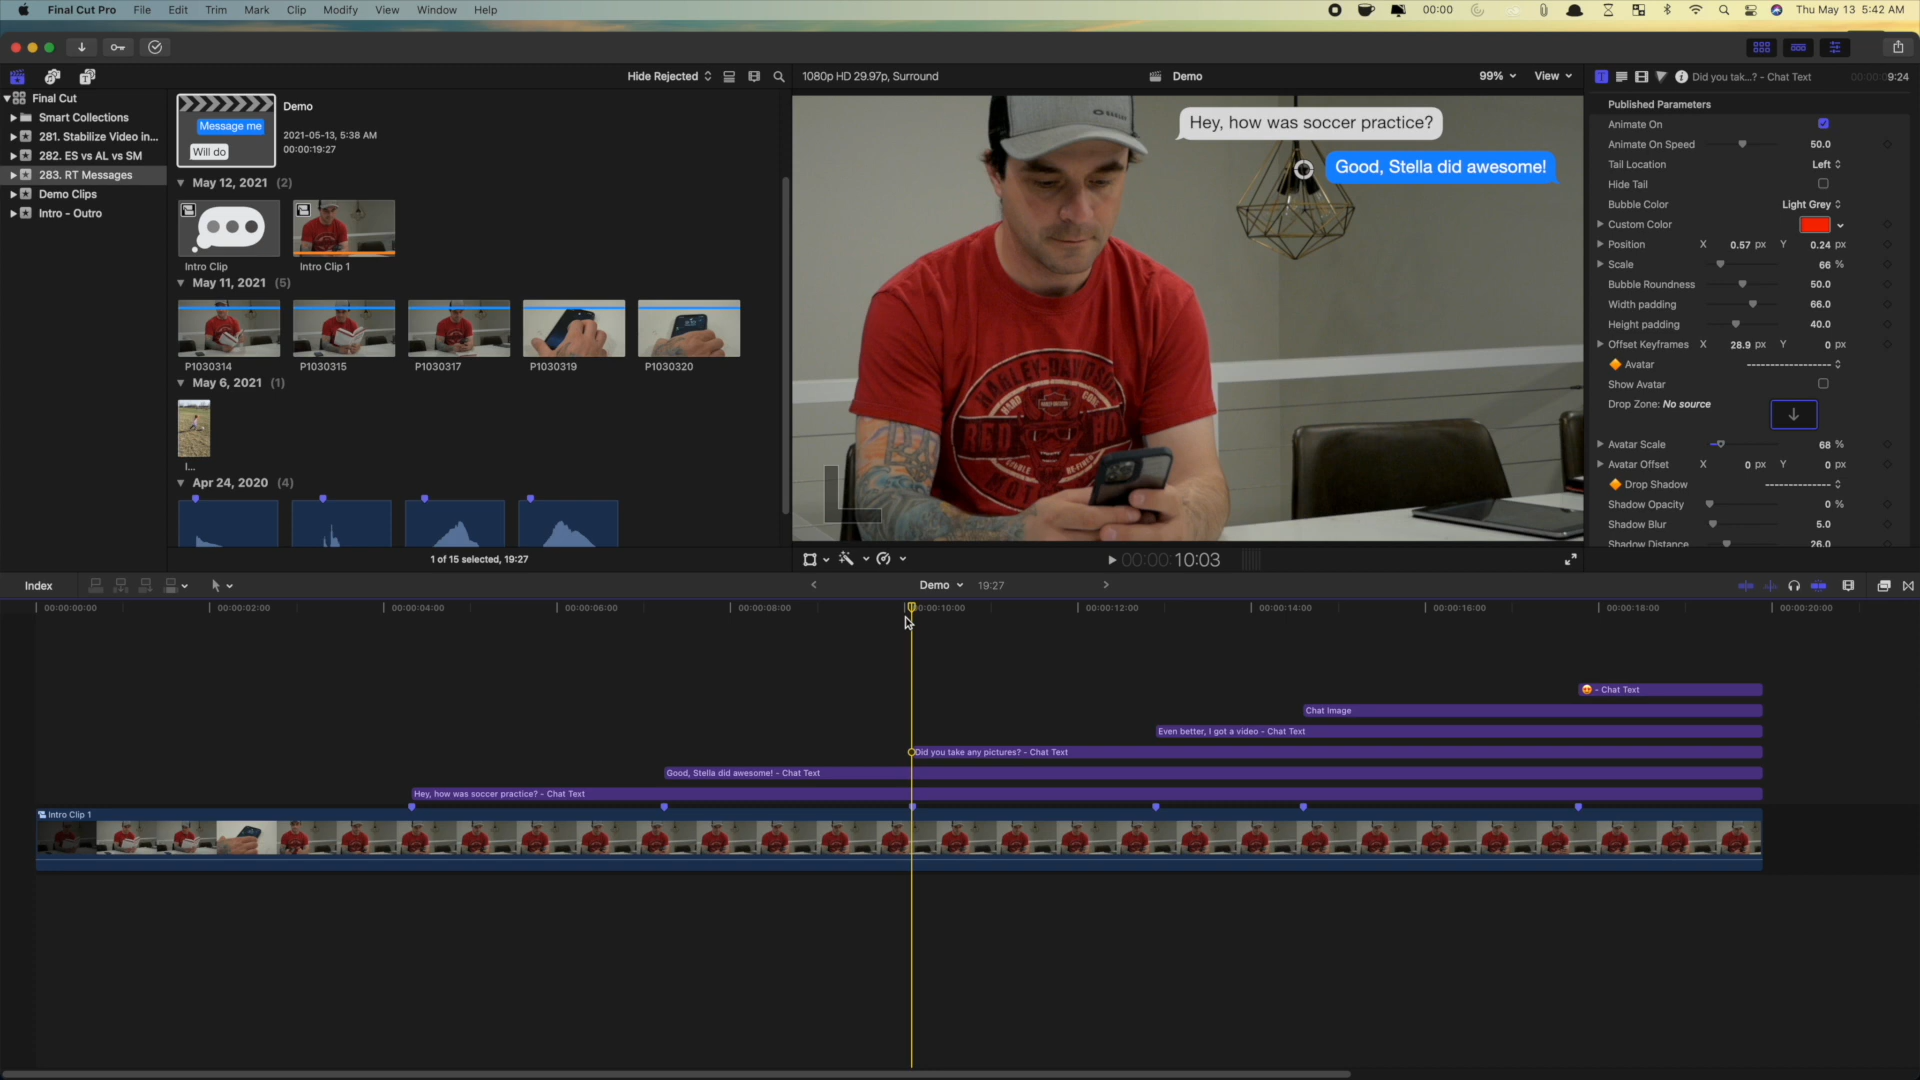 Final Cut Pro File Edit Trim Mark Clip Modify View Window Help 00:00 Thu May 13 5:42 AM
Hide Rejected 1080p HD 29.97p, Surround Demo 99% View Did you tak...? - Chat Text 00:00:09:24
Final Cut
Smart Collections
281. Stabilize Video in...
282. ES vs AL vs SM
283. RT Messages
Demo Clips
Intro - Outro
Message me
Will do
Demo
2021-05-13, 5:38 AM
00:00:19:27
May 12, 2021 (2)
Intro Clip Intro Clip 1
May 11, 2021 (5)
P1030314 P1030315 P1030317 P1030319 P1030320
May 6, 2021 (1)
I...
Apr 24, 2020 (4)
1 of 15 selected, 19:27
Hey, how was soccer practice?
Good, Stella did awesome!
HARLEY-DAVIDSON
RED HOT
00:00:10:03
Published Parameters
Animate On
Animate On Speed 50.0
Tail Location Left
Hide Tail
Bubble Color Light Grey
Custom Color
Position X 0.57 px Y 0.24 px
Scale 66 %
Bubble Roundness 50.0
Width padding 66.0
Height padding 40.0
Offset Keyframes X 28.9 px Y 0 px
Avatar ------------------
Show Avatar
Drop Zone: No source
Avatar Scale 68 %
Avatar Offset X 0 px Y 0 px
Drop Shadow --------------
Shadow Opacity 0 %
Shadow Blur 5.0
Shadow Distance 26.0
Index Demo 19:27
00:00:00:00 00:00:02:00 00:00:04:00 00:00:06:00 00:00:08:00 00:00:10:00 00:00:12:00 00:00:14:00 00:00:16:00 00:00:18:00 00:00:20:00
😍 - Chat Text
Chat Image
Even better, I got a video - Chat Text
Did you take any pictures? - Chat Text
Good, Stella did awesome! - Chat Text
Hey, how was soccer practice? - Chat Text
Intro Clip 1